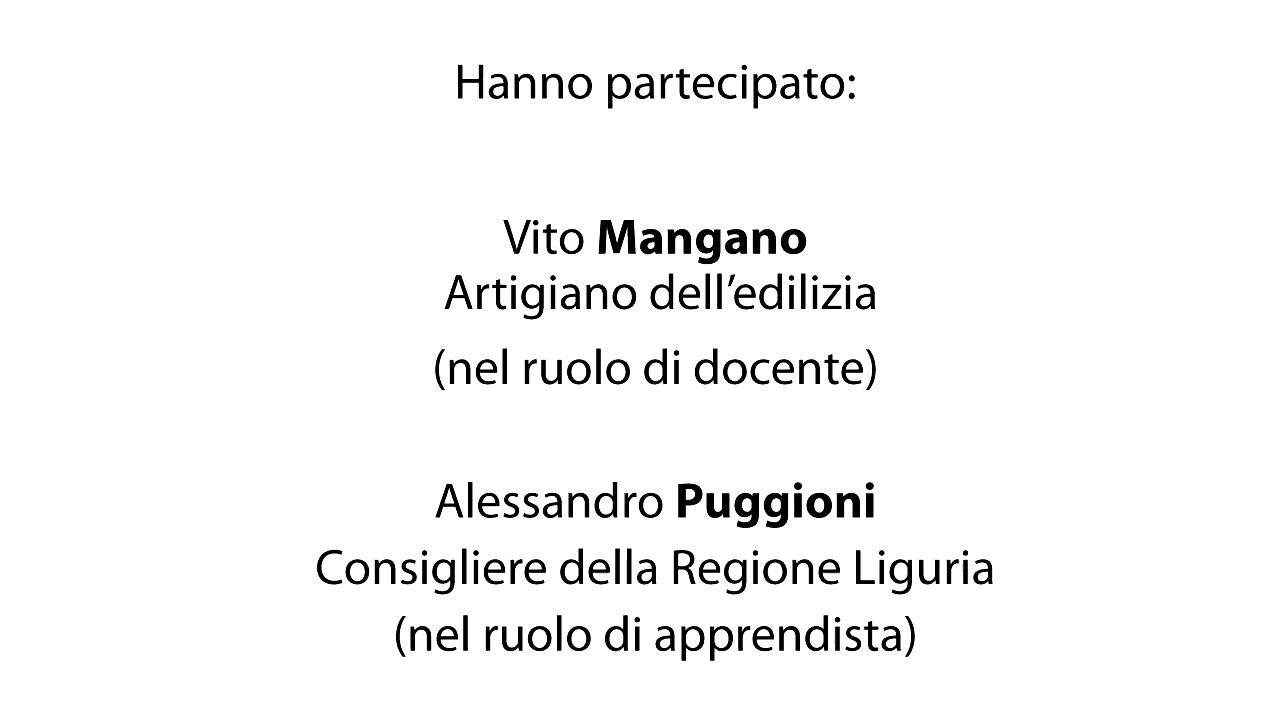 Hanno partecipato:
Vito Mangano
Artigiano dell’edilizia
(nel ruolo di docente)
Alessandro Puggioni
Consigliere della Regione Liguria
(nel ruolo di apprendista)